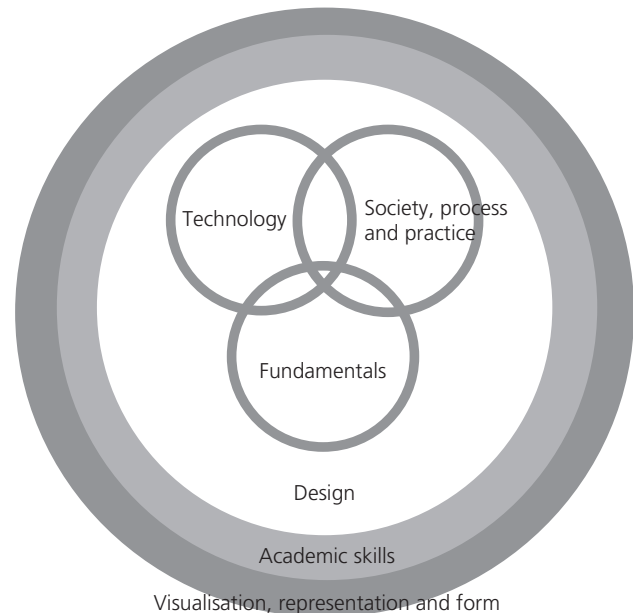 Technology
Society, process
and practice
Fundamentals
Design
Academic skills
Visualisation, representation and form